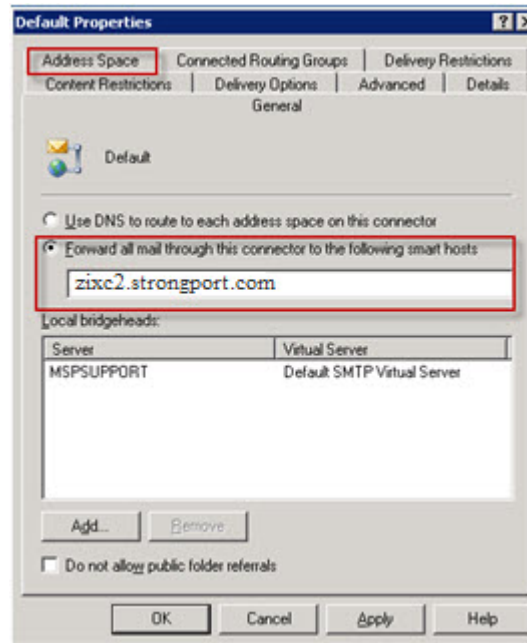 Default Properties
Address Space Connected Routing Groups Delivery Restrictions
Content Restrictions Delivery Options Advanced Details
General
Default
Use DNS to route to each address space on this connector
Forward all mail through this connector to the following smart hosts
zixc2.strongport.com
Local bridgeheads:
Server Virtual Server
MSPSUPPORT Default SMTP Virtual Server
Add... Remove
Do not allow public folder referrals
OK Cancel Apply Help